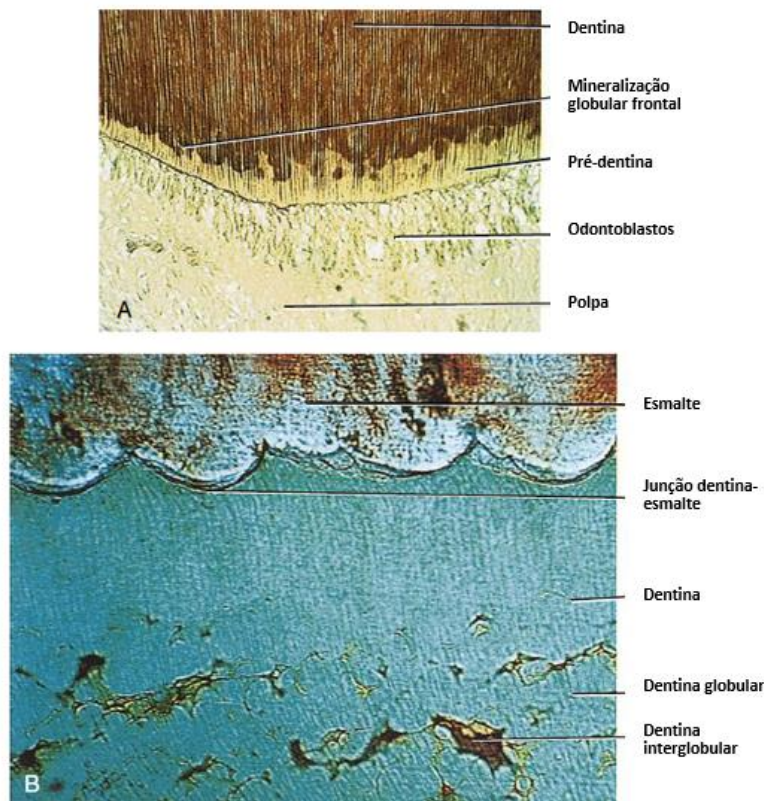 Dentina
Mineralização
globular frontal
Pré-dentina
Odontoblastos
Polpa
A
Esmalte
Junção dentina-
esmalte
Dentina
Dentina globular
Dentina
interglobular
B